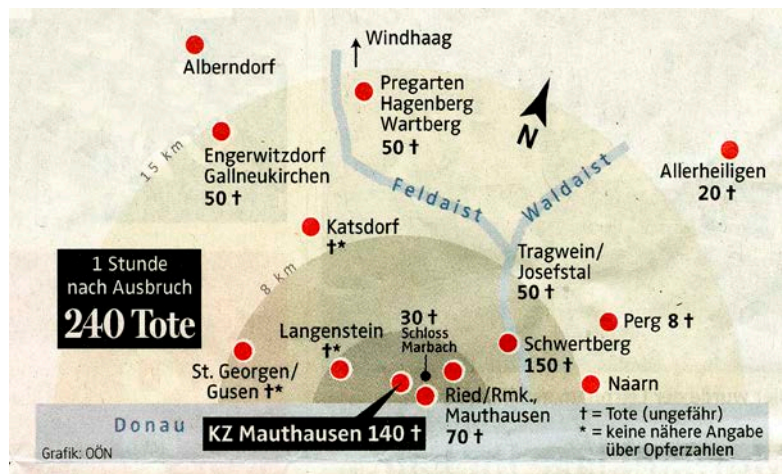 Windhaag
Alberndorf
Pregarten
Hagenberg
Wartberg
50 †
N
15 km
Engerwitzdorf
Gallneukirchen
50 †
Feldaist
Waldaist
Allerheiligen
20 †
Katsdorf
†*
8 km
1 Stunde
nach Ausbruch
240 Tote
Tragwein/
Josefstal
50 †
30 †
Schloss
Marbach
Langenstein
†*
Perg 8 †
Schwertberg
150 †
St. Georgen/
Gusen †*
Naarn
Ried/Rmk.,
Mauthausen
70 †
Donau
KZ Mauthausen 140 †
† = Tote (ungefähr)
* = keine nähere Angabe
über Opferzahlen
Grafik: OÖN